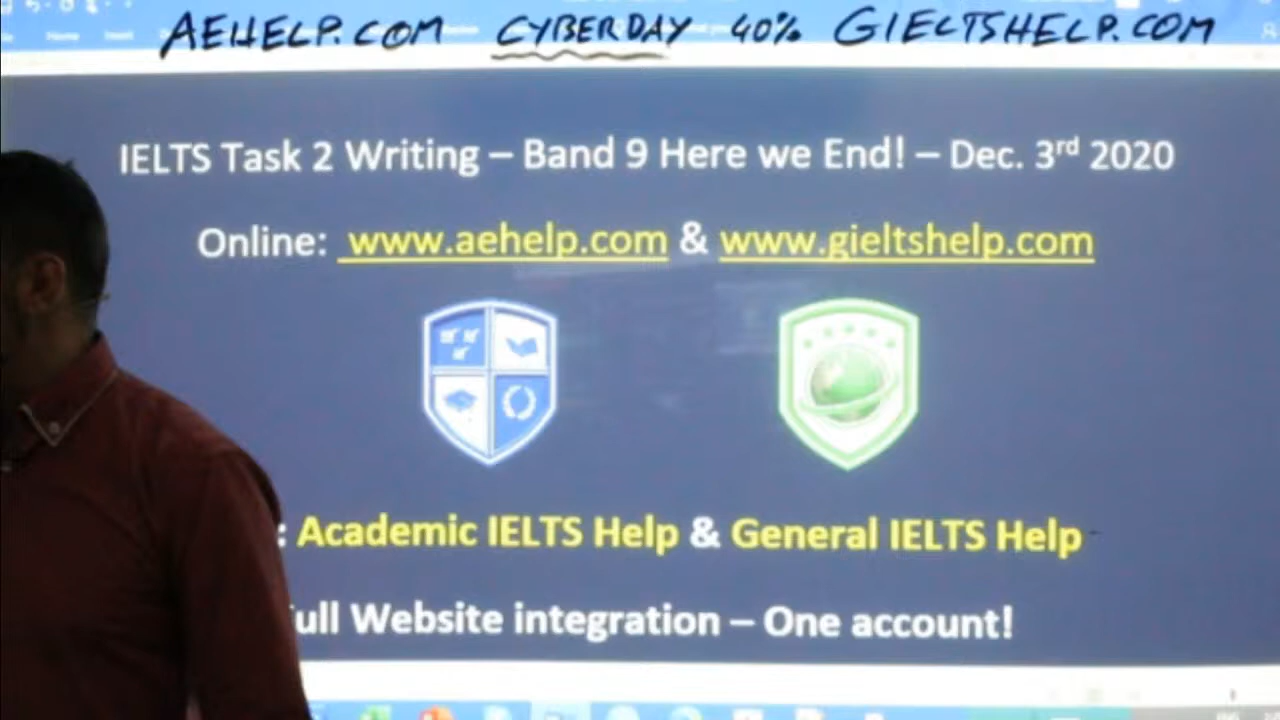 AEHELP.COM CYBERDAY 40% GIELTSHELP.COM
IELTS Task 2 Writing – Band 9 Here we End! – Dec. 3rd 2020
Online: www.aehelp.com & www.gieltshelp.com
: Academic IELTS Help & General IELTS Help
Full Website integration – One account!